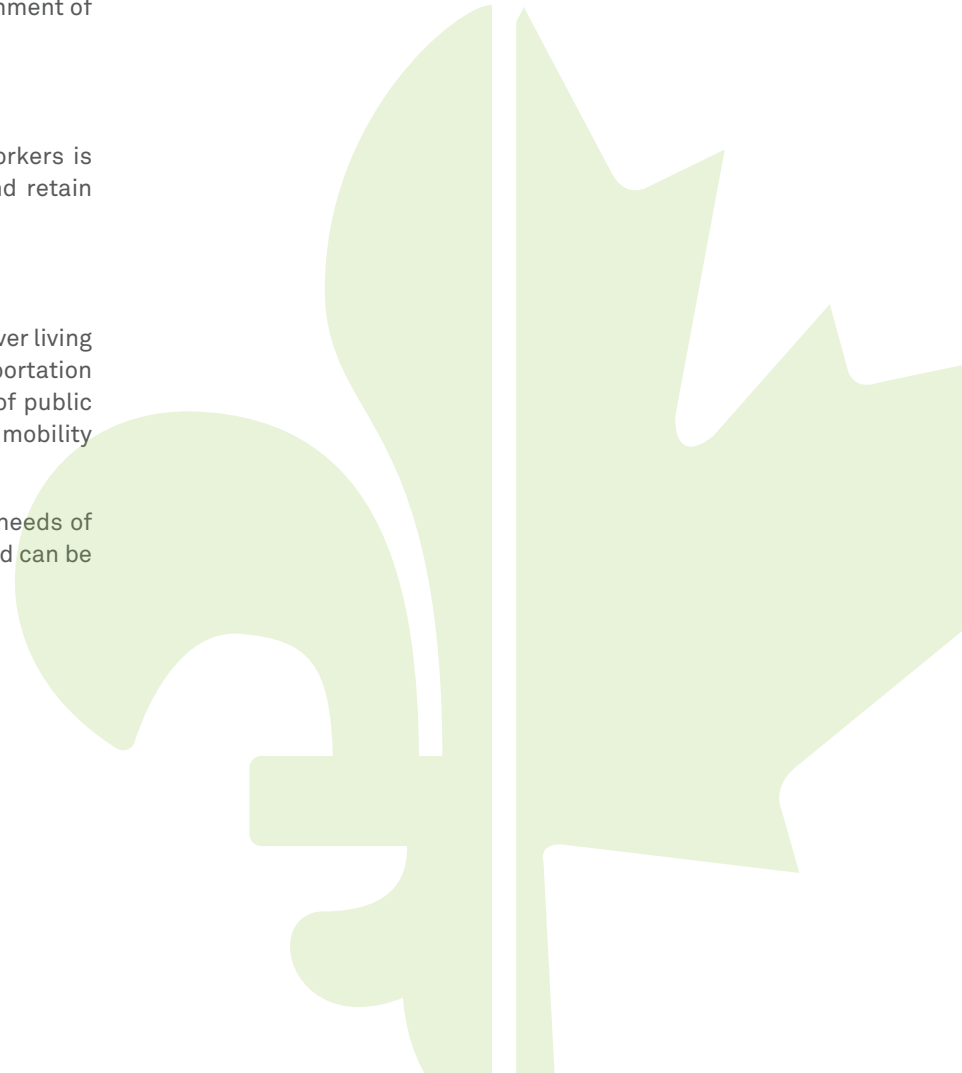 nment of
orkers is
nd retain
ver living
portation
of public
mobility
needs of
d can be